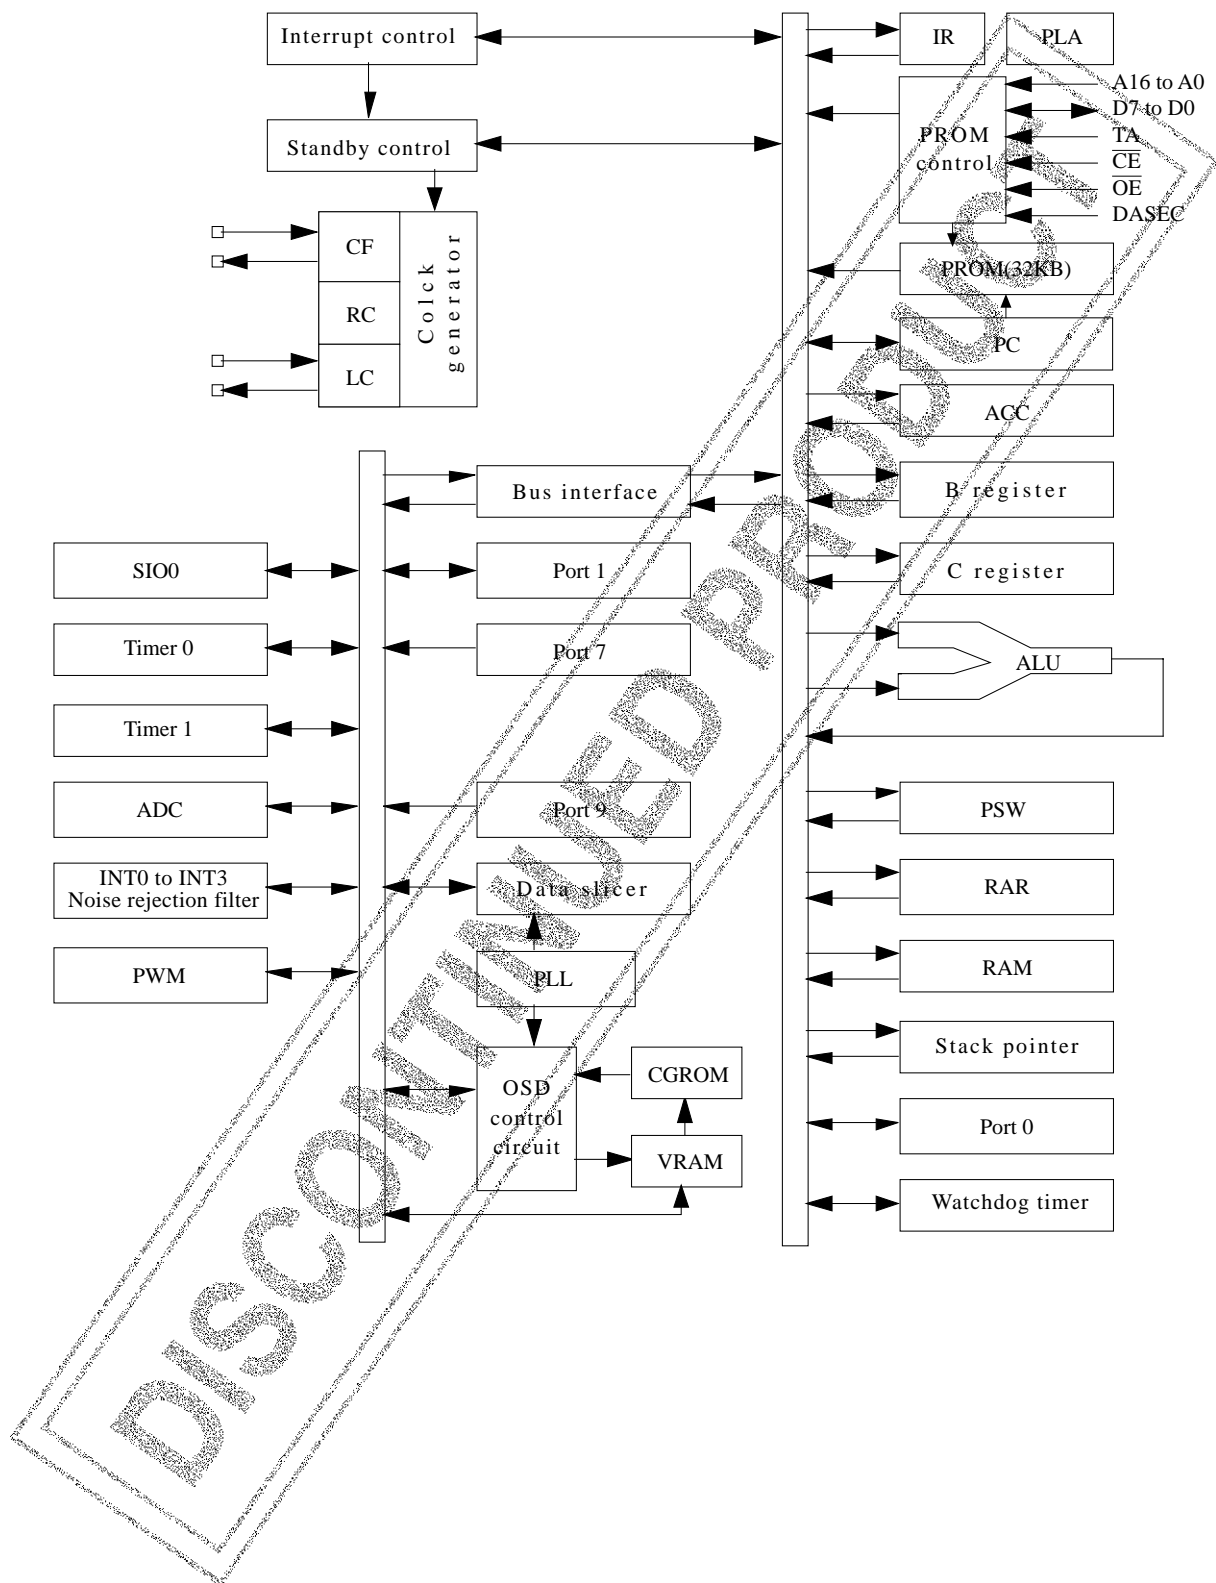 Interrupt control
IR
PLA
A16 to A0
D7 to D0
TA
CE
OE
DASEC
PROM
control
Standby control
CF
RC
LC
Colck
generator
PROM(32KB)
PC
ACC
Bus interface
B register
SIO0
Port 1
C register
Timer 0
Port 7
ALU
Timer 1
ADC
Port 9
PSW
INT0 to INT3
Noise rejection filter
Data slicer
RAR
PWM
PLL
RAM
Stack pointer
OSD
control
circuit
CGROM
VRAM
Port 0
Watchdog timer
DISCONTINUED PRODUCT